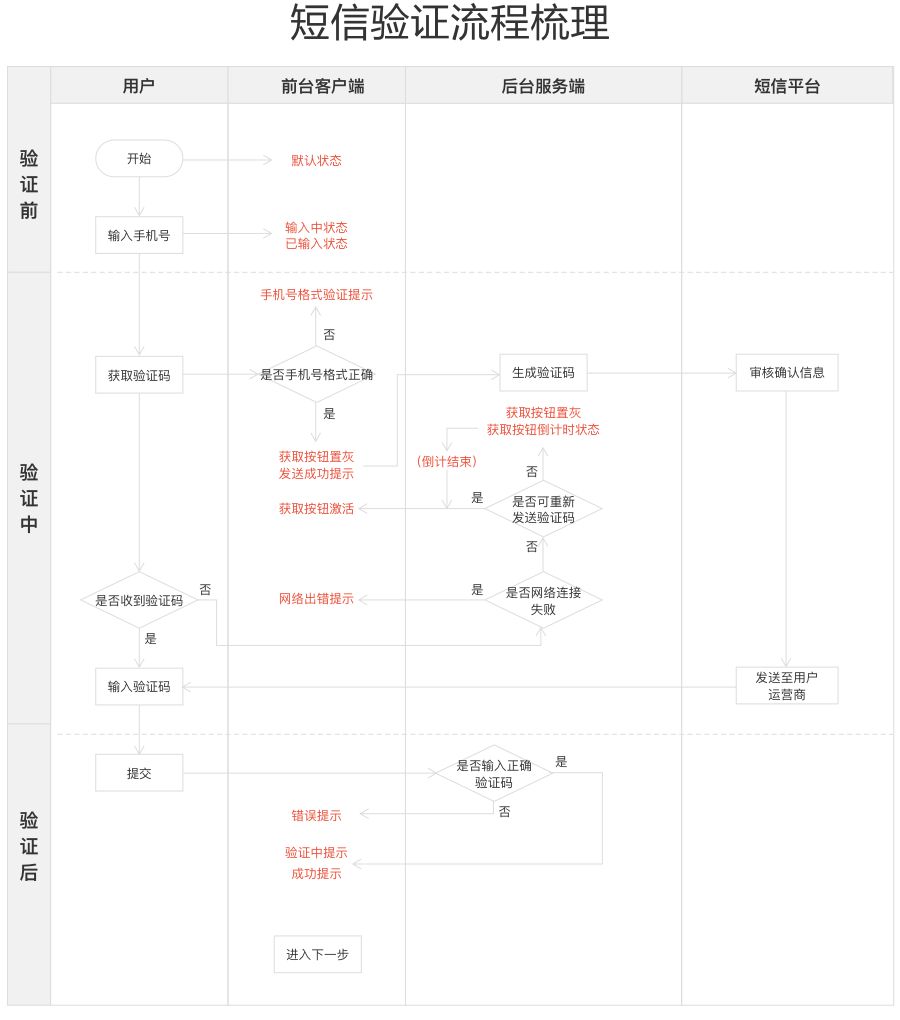 短信验证流程梳理
用户
前台客户端
后台服务端
短信平台
验
证
前
开始
默认状态
输入手机号
输入中状态
已输入状态
验
证
中
手机号格式验证提示
否
获取验证码
是否手机号格式正确
生成验证码
审核确认信息
是
获取按钮置灰
获取按钮倒计时状态
获取按钮置灰
发送成功提示
(倒计结束)
否
是
获取按钮激活
是否可重新
发送验证码
否
是否收到验证码
否
网络出错提示
是
是否网络连接
失败
是
输入验证码
发送至用户
运营商
验
证
后
提交
是否输入正确
验证码
是
否
错误提示
验证中提示
成功提示
进入下一步